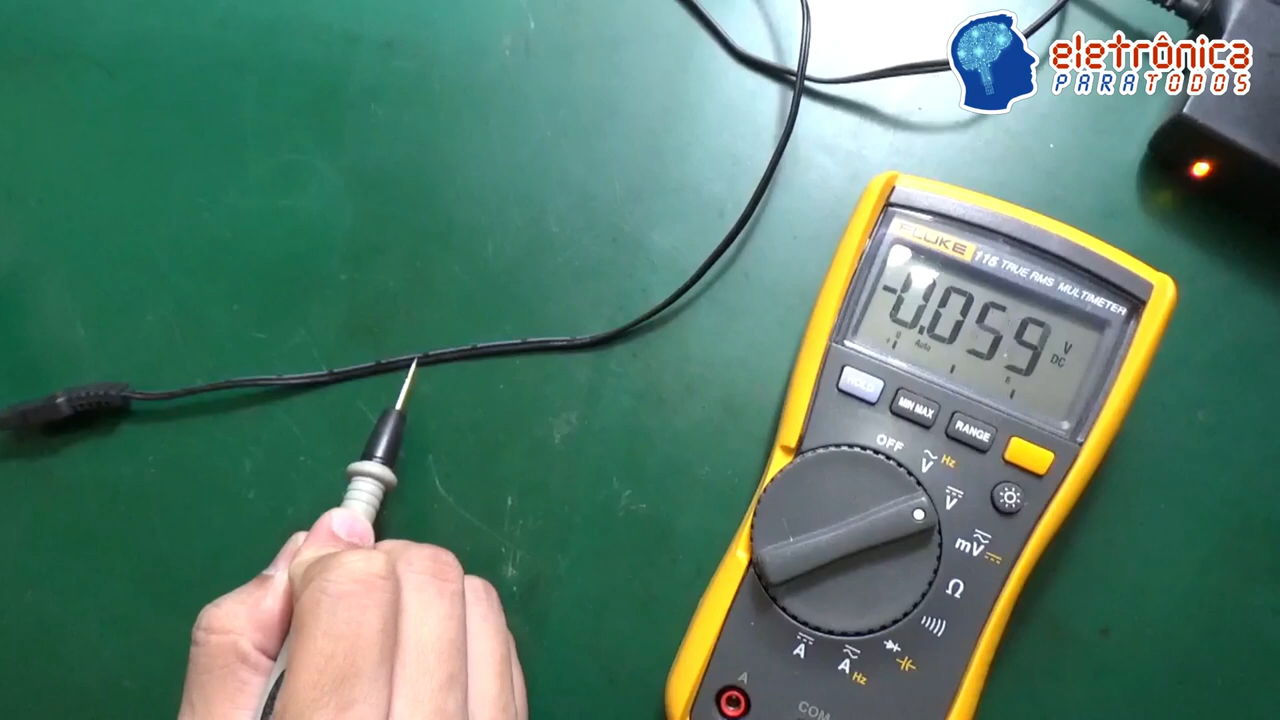 eletrônica
PARATODOS
FLUKE 115 TRUE RMS MULTIMETER
-0.059 V DC
Auto
HOLD
MIN MAX
RANGE
OFF
V Hz
V
mV
Ω
A
A Hz
A
COM